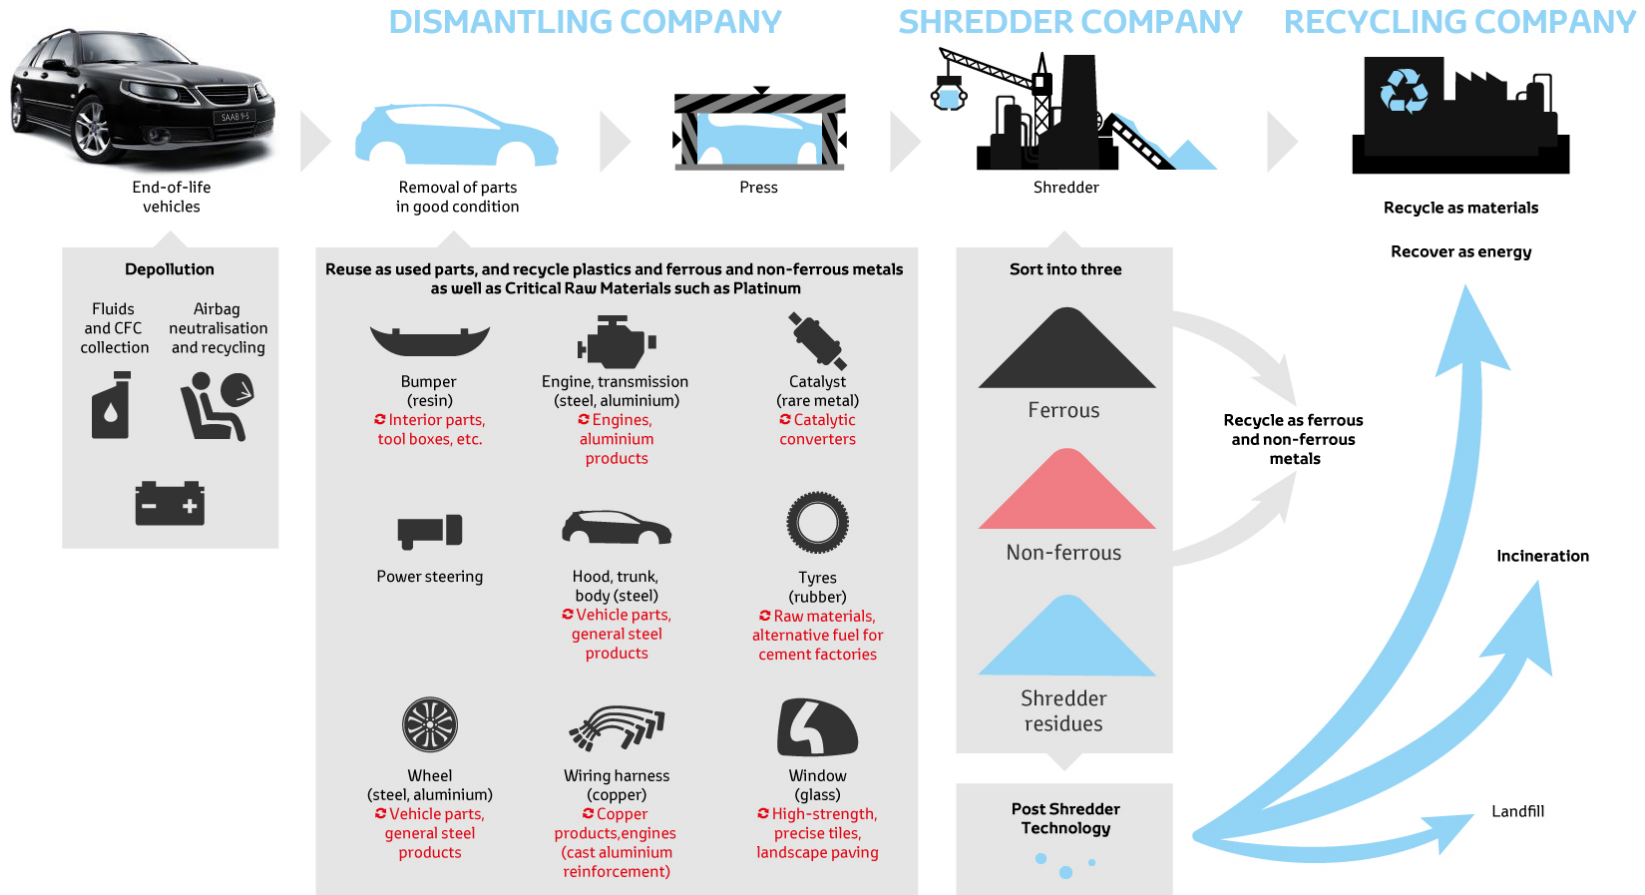 DISMANTLING COMPANY
SHREDDER COMPANY
RECYCLING COMPANY
SAAB 9-5
End-of-life
vehicles
Removal of parts
in good condition
Press
Shredder
Recycle as materials
Recover as energy
Depollution
Fluids
and CFC
collection
Airbag
neutralisation
and recycling
Reuse as used parts, and recycle plastics and ferrous and non-ferrous metals
as well as Critical Raw Materials such as Platinum
Bumper
(resin)
Interior parts,
tool boxes, etc.
Engine, transmission
(steel, aluminium)
Engines,
aluminium
products
Catalyst
(rare metal)
Catalytic
converters
Power steering
Hood, trunk,
body (steel)
Vehicle parts,
general steel
products
Tyres
(rubber)
Raw materials,
alternative fuel for
cement factories
Wheel
(steel, aluminium)
Vehicle parts,
general steel
products
Wiring harness
(copper)
Copper
products,engines
(cast aluminium
reinforcement)
Window
(glass)
High-strength,
precise tiles,
landscape paving
Sort into three
Ferrous
Non-ferrous
Shredder
residues
Recycle as ferrous
and non-ferrous
metals
Post Shredder
Technology
Incineration
Landfill